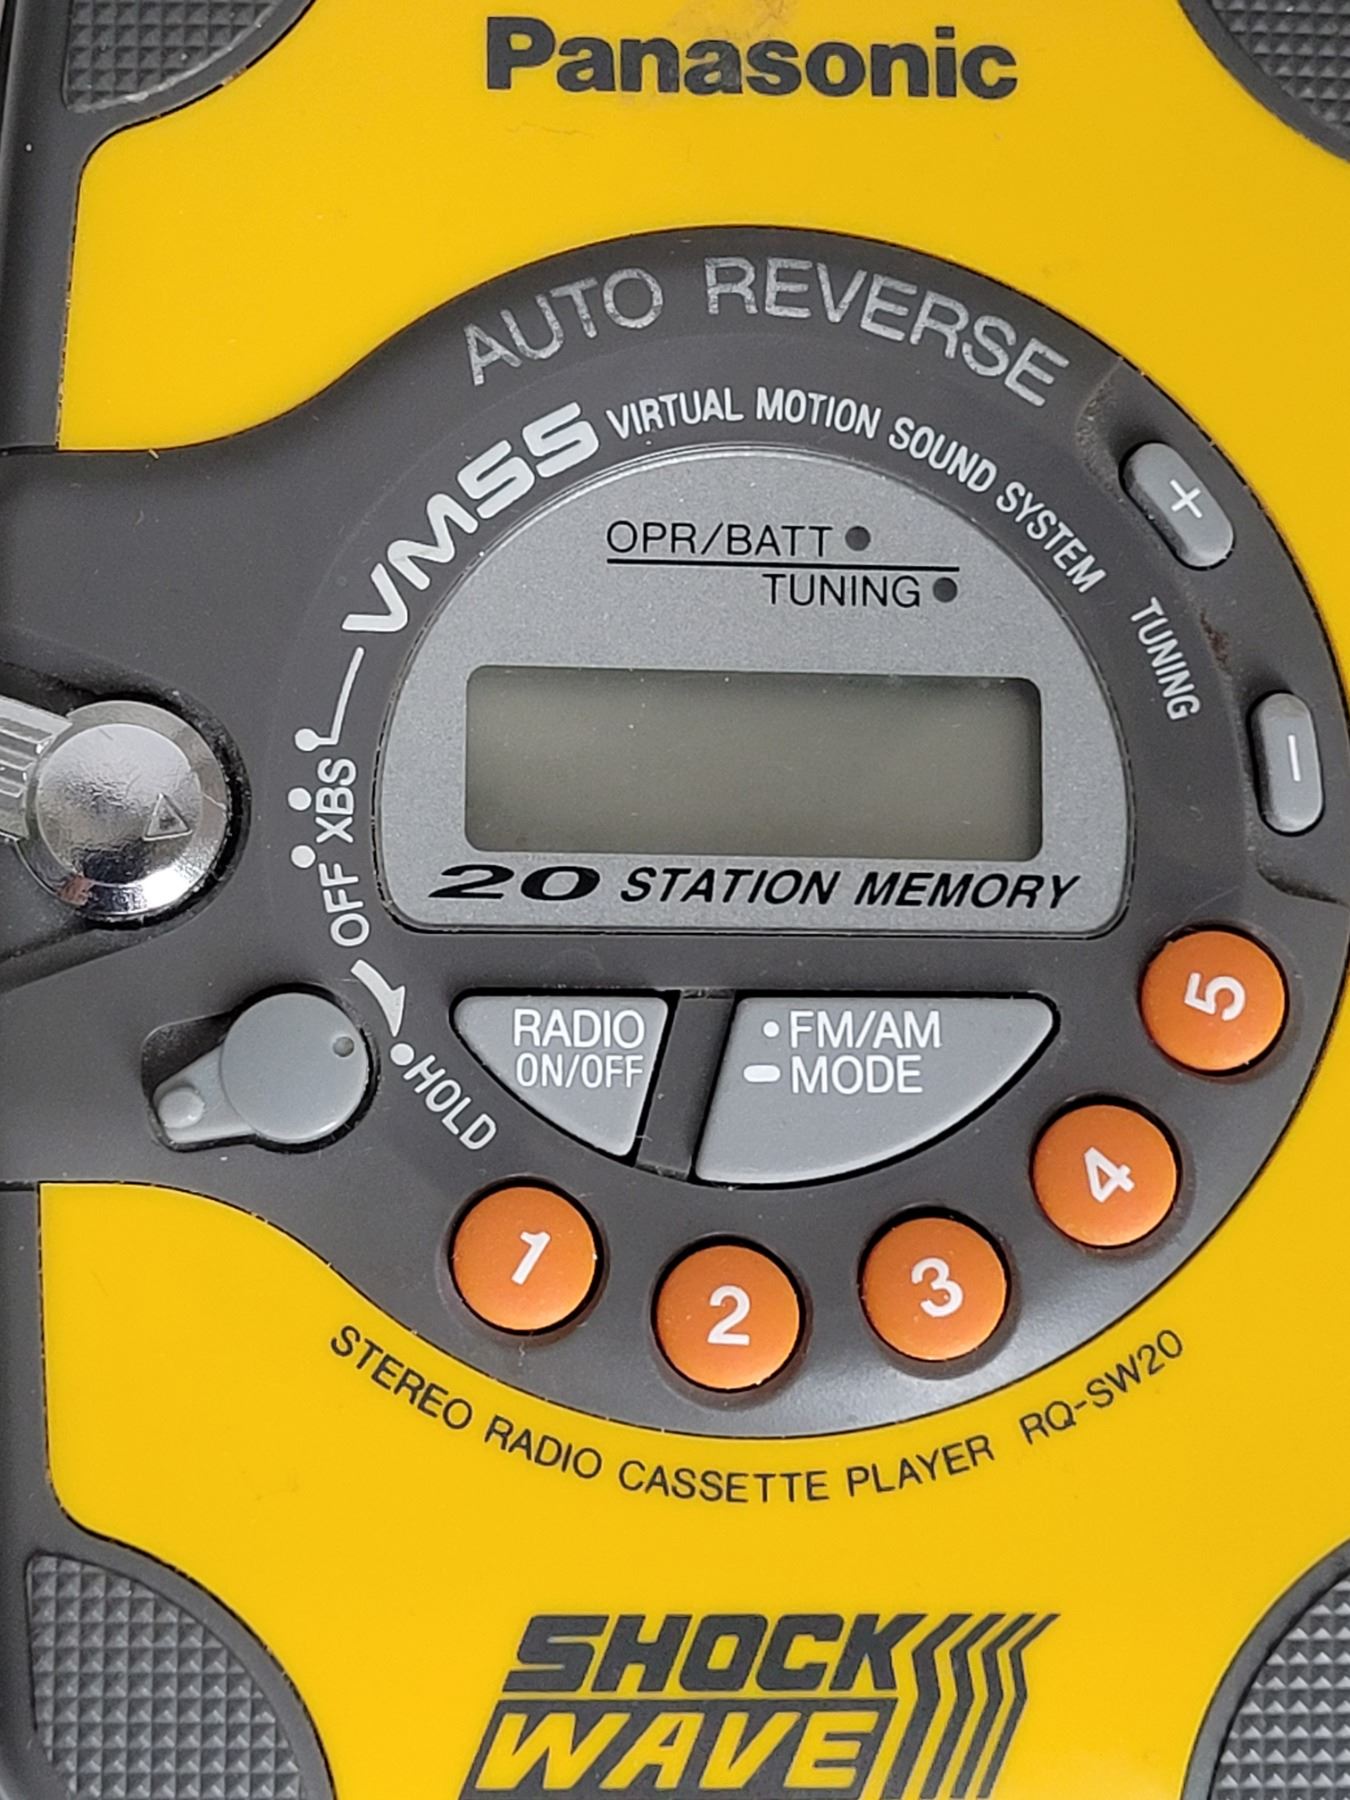 Panasonic
AUTO REVERSE
VMSS VIRTUAL MOTION SOUND SYSTEM
OPR/BATT
TUNING
+
TUNING
-
XBS
OFF
20 STATION MEMORY
HOLD
RADIO
ON/OFF
FM/AM
MODE
1
2
3
4
5
STEREO RADIO CASSETTE PLAYER RQ-SW20
SHOCK
WAVE